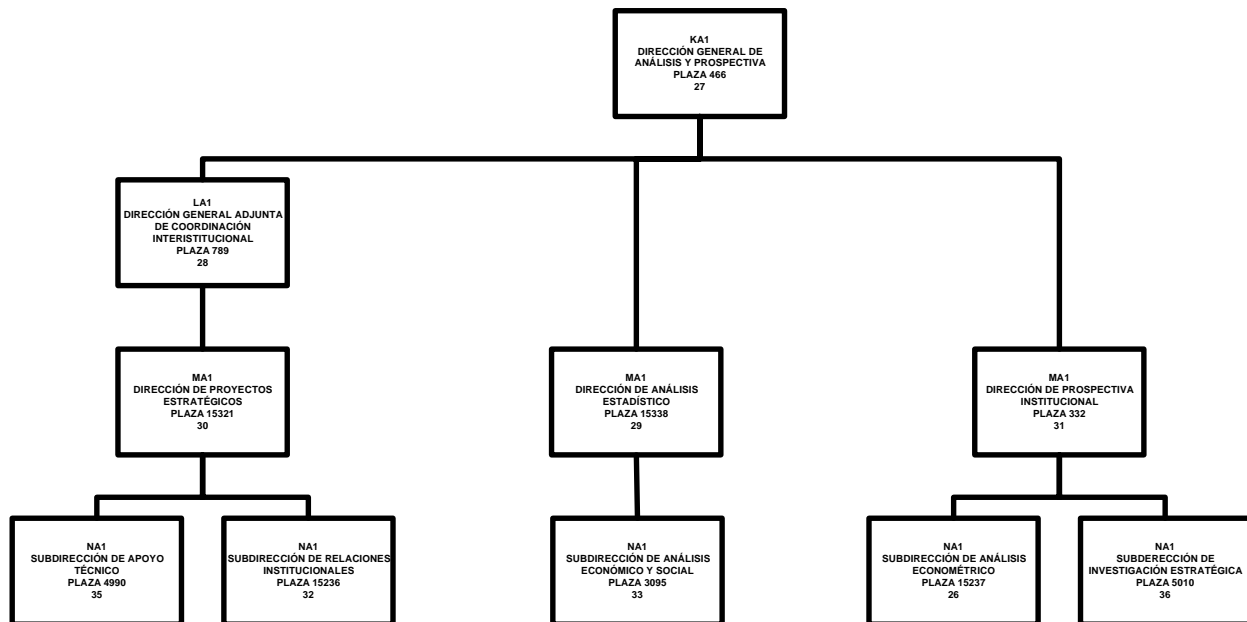 KA1
DIRECCIÓN GENERAL DE
ANÁLISIS Y PROSPECTIVA
PLAZA 466
27
LA1
DIRECCIÓN GENERAL ADJUNTA
DE COORDINACIÓN
INTERISTITUCIONAL
PLAZA 789
28
MA1
DIRECCIÓN DE PROYECTOS
ESTRATÉGICOS
PLAZA 15321
30
MA1
DIRECCIÓN DE ANÁLISIS
ESTADÍSTICO
PLAZA 15338
29
MA1
DIRECCIÓN DE PROSPECTIVA
INSTITUCIONAL
PLAZA 332
31
NA1
SUBDIRECCIÓN DE APOYO
TÉCNICO
PLAZA 4990
35
NA1
SUBDIRECCIÓN DE RELACIONES
INSTITUCIONALES
PLAZA 15236
32
NA1
SUBDIRECCIÓN DE ANÁLISIS
ECONÓMICO Y SOCIAL
PLAZA 3095
33
NA1
SUBDIRECCIÓN DE ANÁLISIS
ECONOMÉTRICO
PLAZA 15237
26
NA1
SUBDERECCIÓN DE
INVESTIGACIÓN ESTRATÉGICA
PLAZA 5010
36